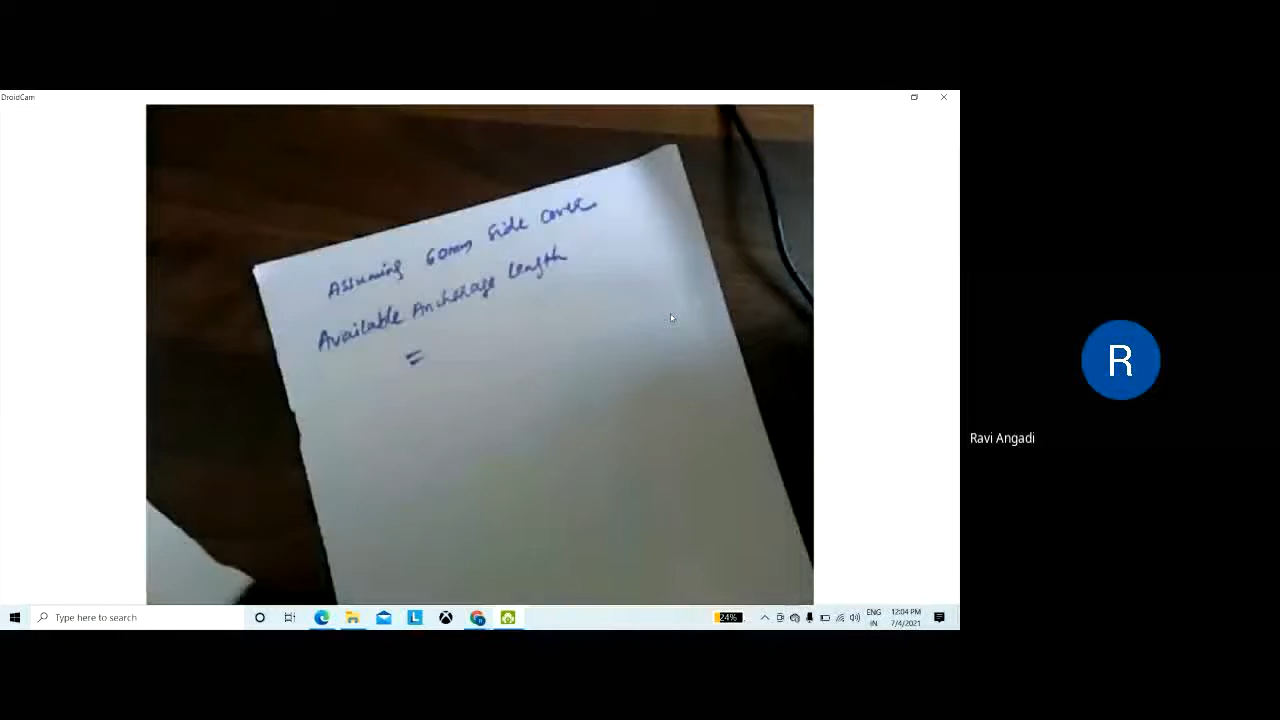 DroidCam
Assuming 60mm side cover
Available Anchorage length
=
R
Ravi Angadi
Type here to search
24%
ENG
IN
12:04 PM
7/4/2021